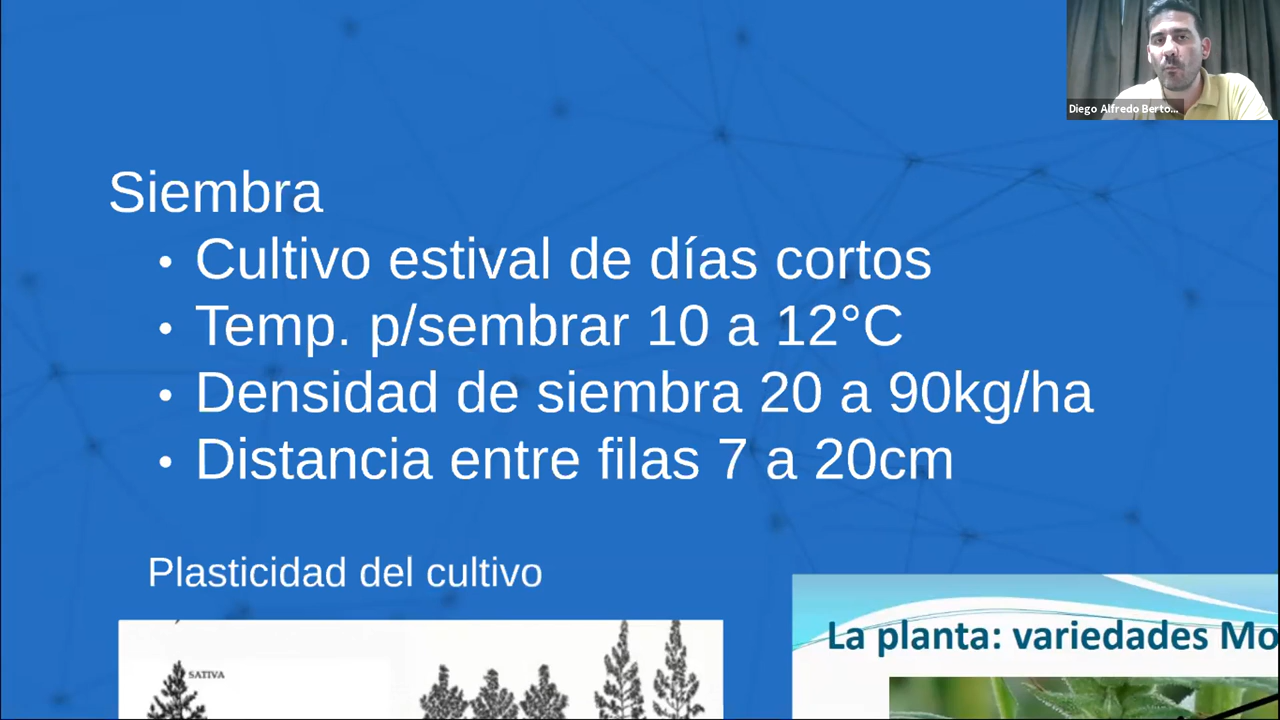 Diego Alfredo Berto...
Siembra
• Cultivo estival de días cortos
• Temp. p/sembrar 10 a 12°C
• Densidad de siembra 20 a 90kg/ha
• Distancia entre filas 7 a 20cm
Plasticidad del cultivo
La planta: variedades Mo
SATIVA